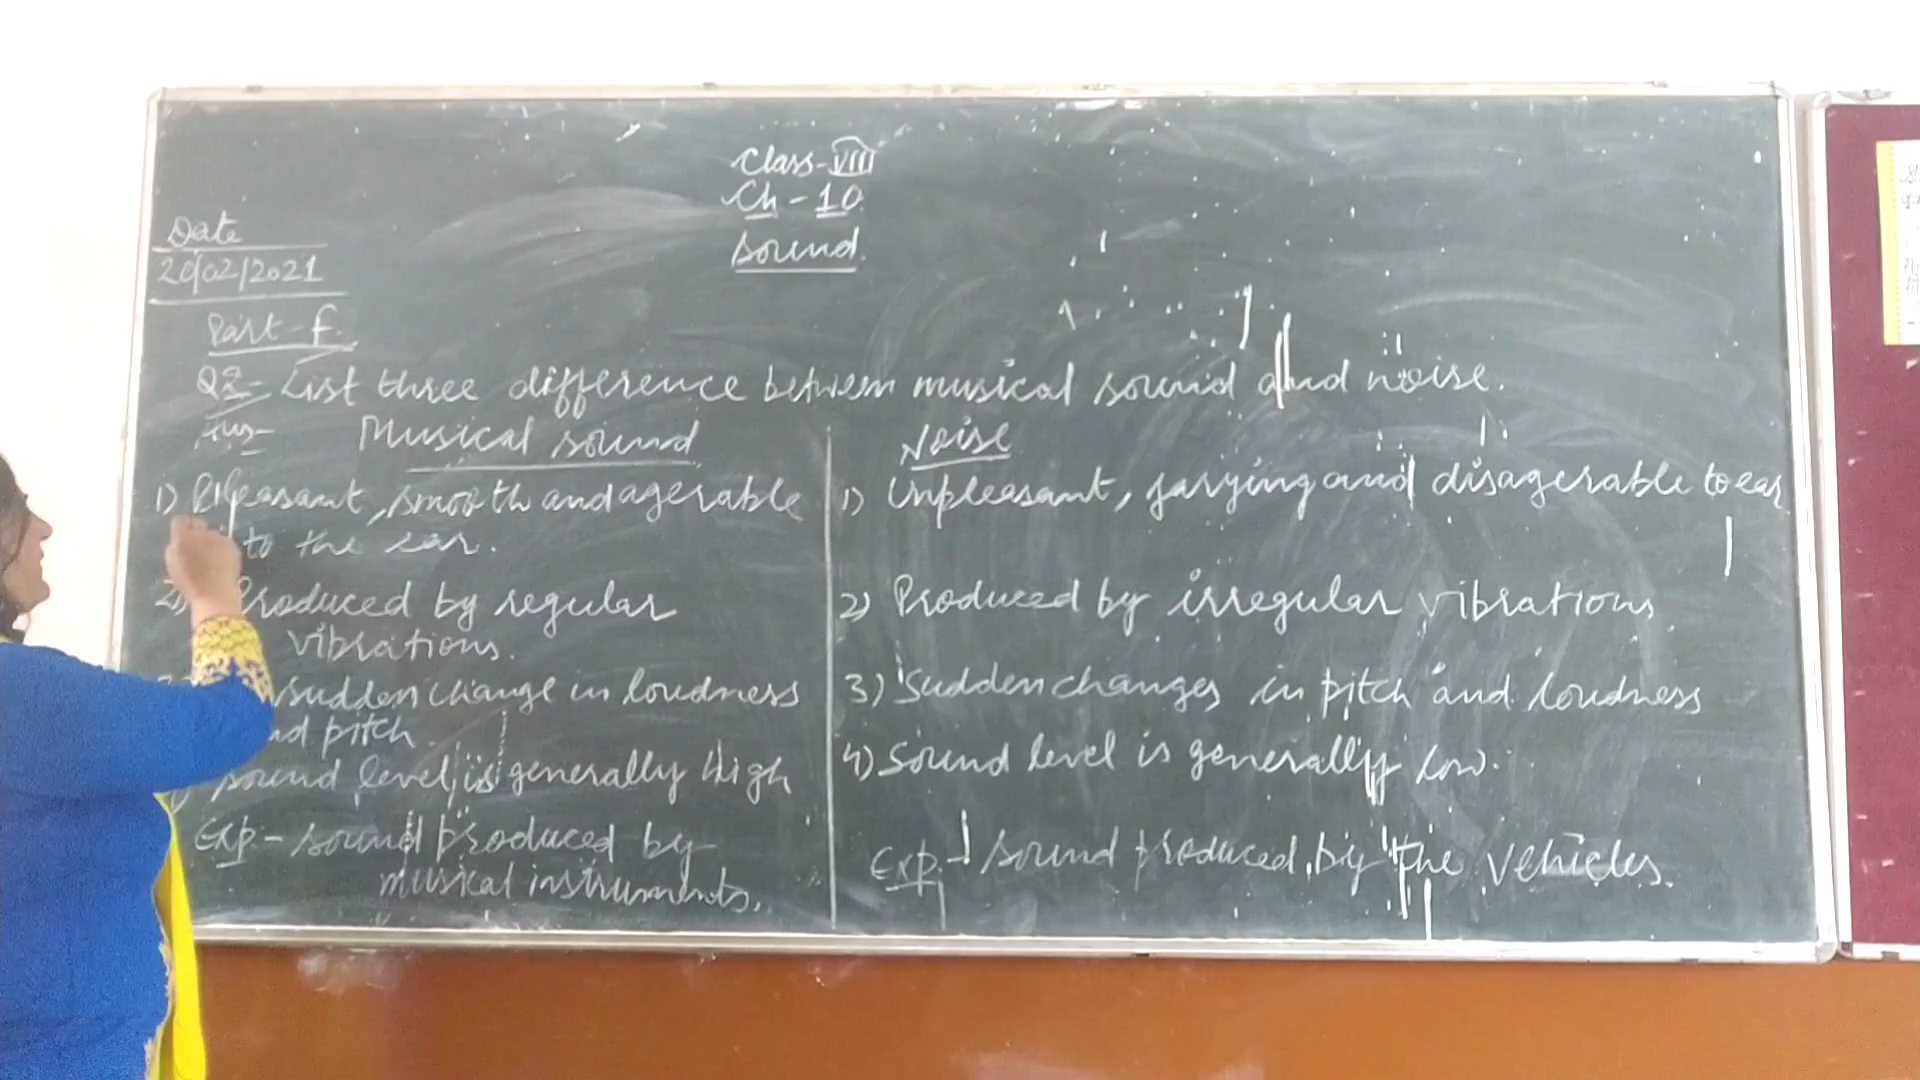 Class-VIII
Ch-10
Sound.
Date
20/02/2021
Part-f.
Q2- List three difference between musical sound and noise.
Ans-
Musical sound
1) Pleasant, smooth and agerable
to the ear.
2) Produced by regular
vibrations.
sudden change in loudness
pitch
sound level is generally high
Exp- sound produced by
musical instruments.
Noise
1) Unpleasant, jarying and disagerable to ear
2) Produced by irregular vibrations
3) Sudden changes in pitch and loudness
4) Sound level is generally low.
Exp- sound produced by the vehicles.